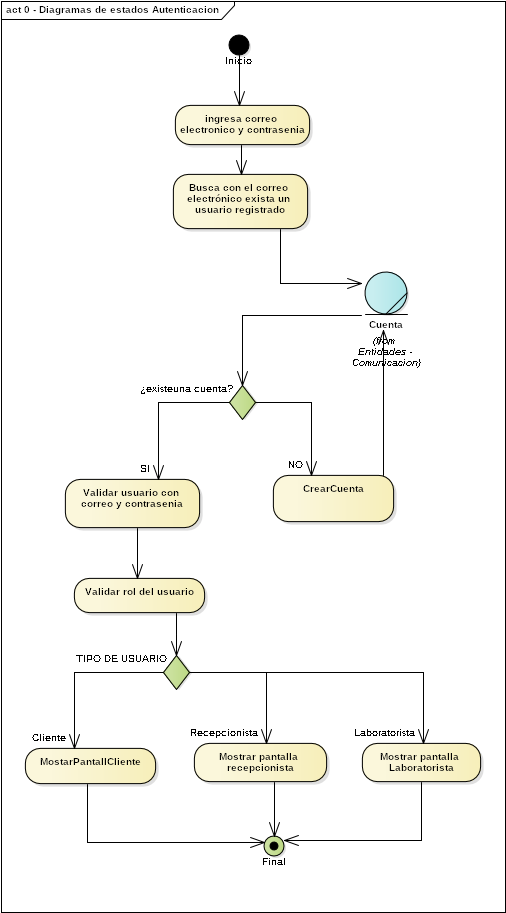 act 0 - Diagramas de estados Autenticacion
Inicio
ingresa correo
electronico y contrasenia
Busca con el correo
electrónico exista un
usuario registrado
Cuenta
(from
Entidades -
Comunicacion)
¿existeuna cuenta?
SI
NO
Validar usuario con
correo y contrasenia
CrearCuenta
Validar rol del usuario
TIPO DE USUARIO
Cliente
Recepcionista
Laboratorista
MostarPantallCliente
Mostrar pantalla
recepcionista
Mostrar pantalla
Laboratorista
Final